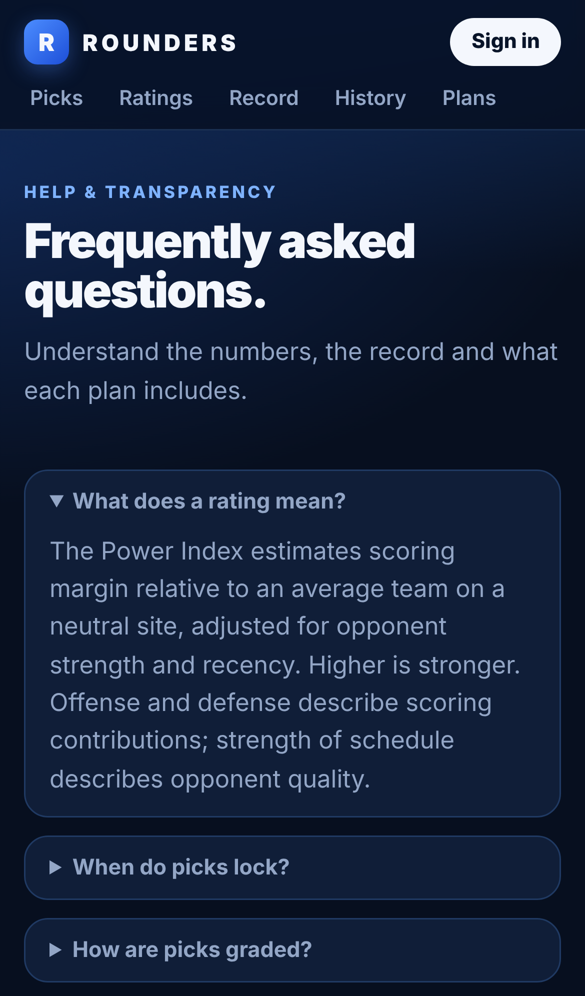 R ROUNDERS
Sign in
Picks Ratings Record History Plans
HELP & TRANSPARENCY
Frequently asked
questions.
Understand the numbers, the record and what
each plan includes.
What does a rating mean?
The Power Index estimates scoring
margin relative to an average team on a
neutral site, adjusted for opponent
strength and recency. Higher is stronger.
Offense and defense describe scoring
contributions; strength of schedule
describes opponent quality.
When do picks lock?
How are picks graded?